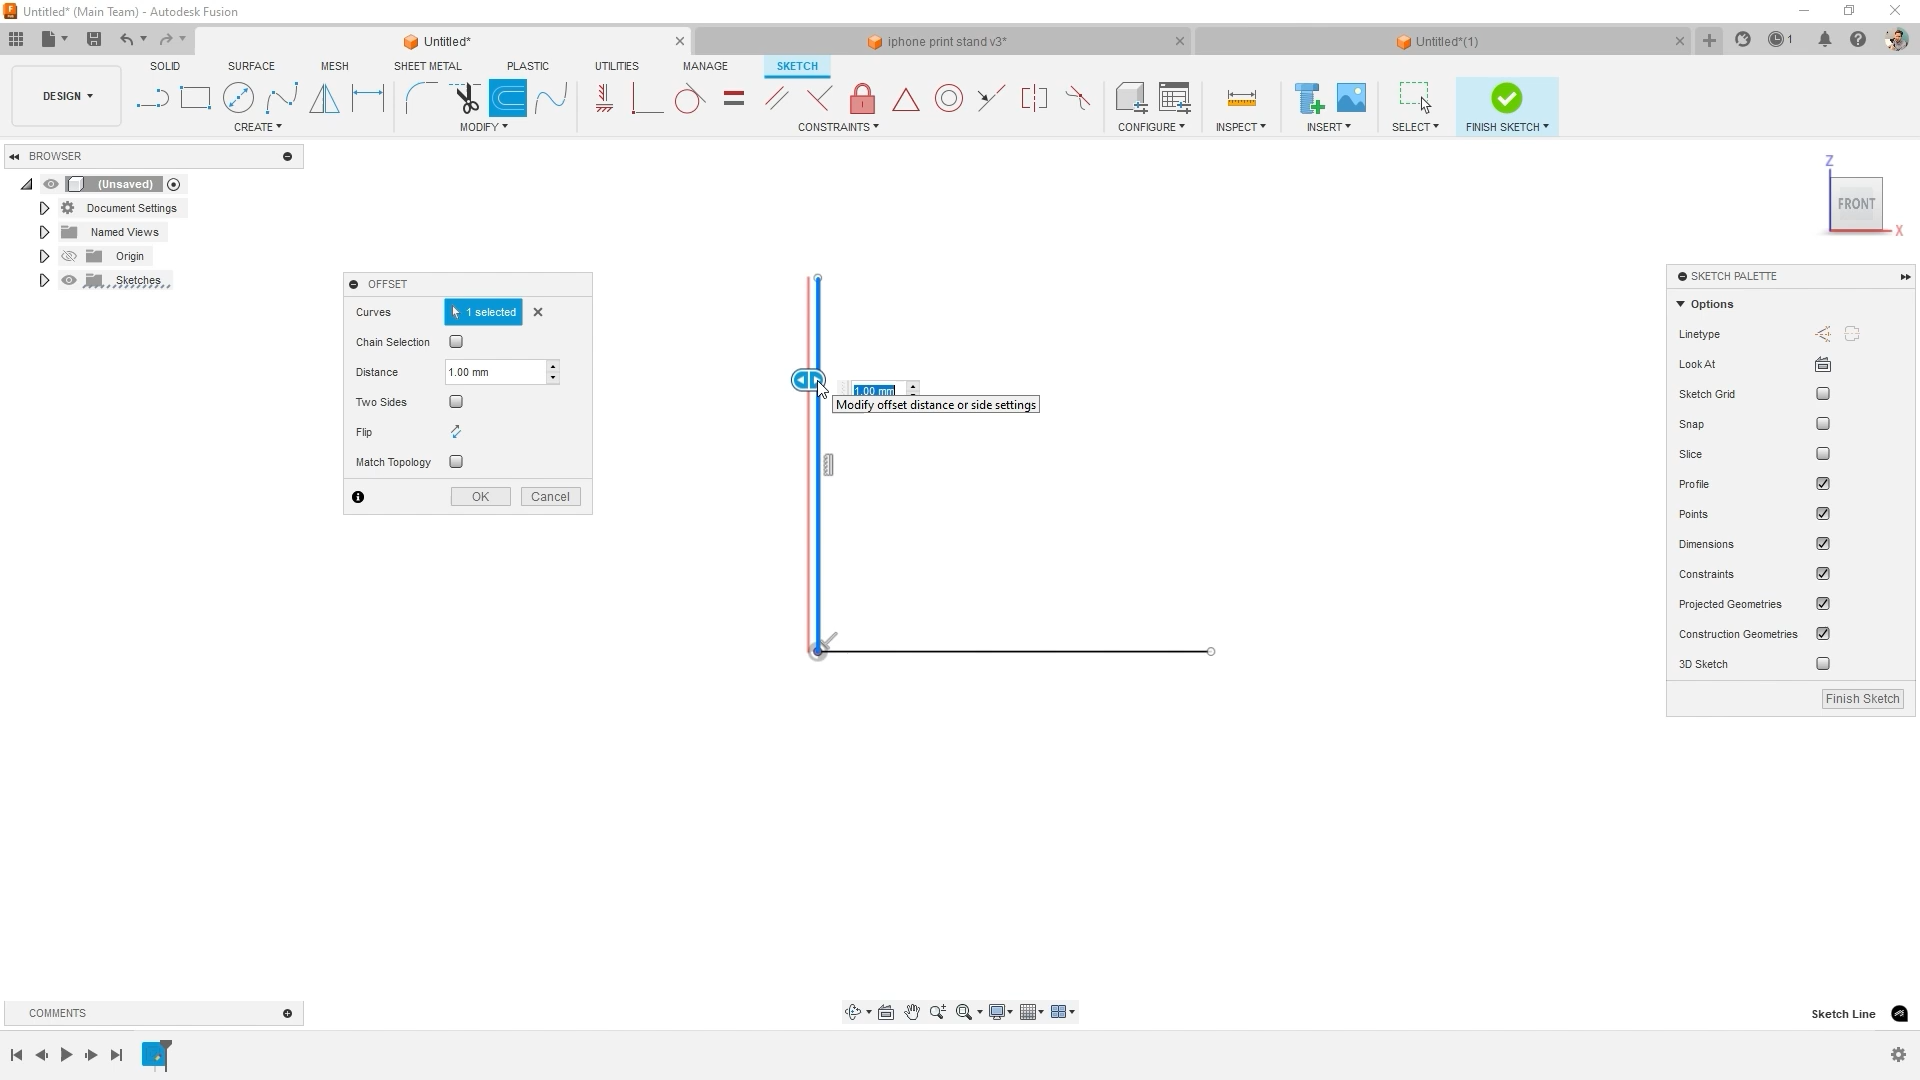 Untitled* (Main Team) - Autodesk Fusion
Untitled*
iphone print stand v3*
Untitled*(1)
1
SOLID
SURFACE
MESH
SHEET METAL
PLASTIC
UTILITIES
MANAGE
SKETCH
DESIGN
CREATE
MODIFY
CONSTRAINTS
CONFIGURE
INSPECT
INSERT
SELECT
FINISH SKETCH
BROWSER
(Unsaved)
Document Settings
Named Views
Origin
Sketches
Z
FRONT
X
OFFSET
Curves
1 selected
Chain Selection
Distance
1.00 mm
Two Sides
Flip
Match Topology
OK
Cancel
1.00 mm
Modify offset distance or side settings
SKETCH PALETTE
Options
Linetype
Look At
Sketch Grid
Snap
Slice
Profile
Points
Dimensions
Constraints
Projected Geometries
Construction Geometries
3D Sketch
Finish Sketch
COMMENTS
Sketch Line